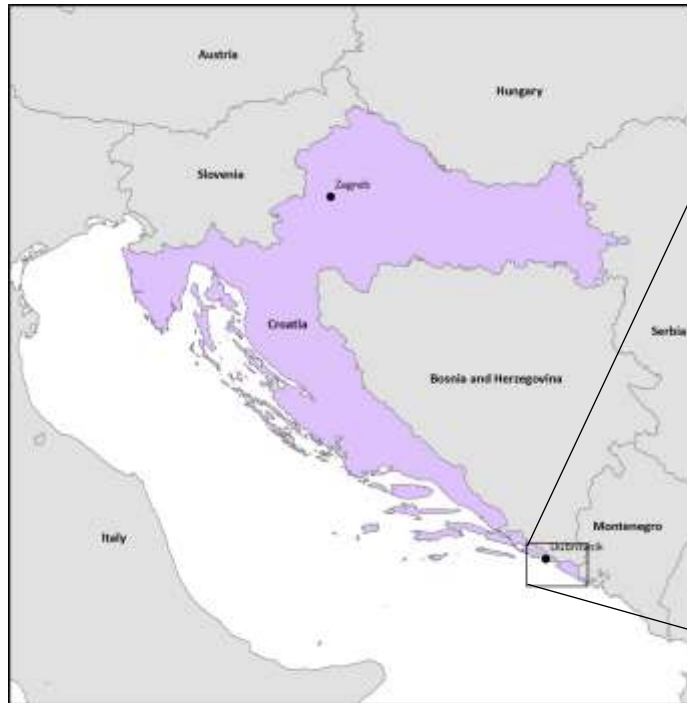 Austria
Hungary
Slovenia
Zagreb
Croatia
Serbia
Bosnia and Herzegovina
Montenegro
Italy
Dubrovnik